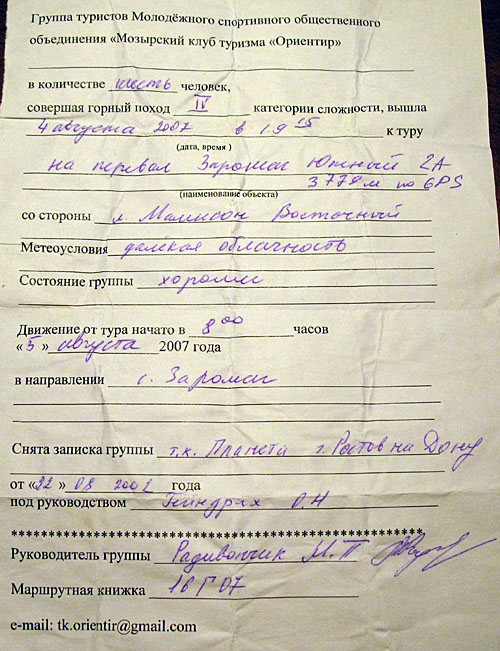 Группа туристов Молодёжного спортивного общественного
объединения «Мозырский клуб туризма «Ориентир»
в количестве шесть человек,
совершая горный поход IV категории сложности, вышла
4 августа 2007 в 19 15 к туру
(дата, время )
на перевал Зарамаг Южный 2А
3778 м по GPS
(наименование объекта)
со стороны л Мамисон Восточный
Метеоусловия далекая облачность
Состояние группы хорошее
Движение от тура начато в 8 00 часов
« 5 » августа 2007 года
в направлении с. Зарамаг
Снята записка группы т.к. Планета г. Ростов на Дону
от «22» 08 2002 года
под руководством О.Н
******************************************
Руководитель группы Радивончик М.П
Маршрутная книжка 16 Г 07
e-mail: tk.orientir@gmail.com